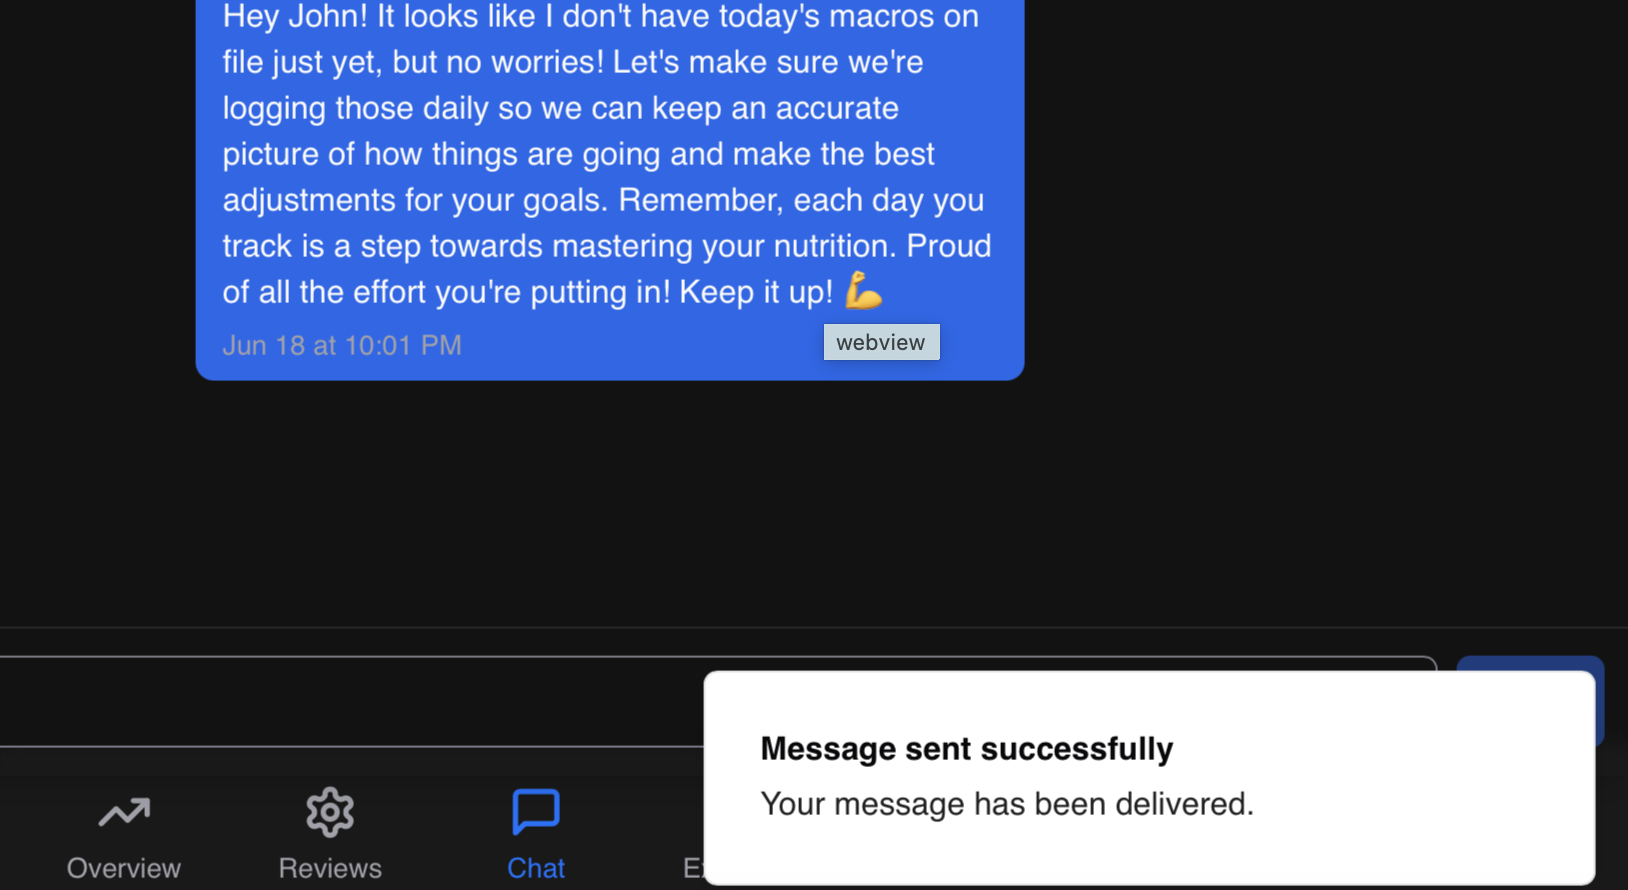 Hey John! It looks like I don't have today's macros on
file just yet, but no worries! Let's make sure we're
logging those daily so we can keep an accurate
picture of how things are going and make the best
adjustments for your goals. Remember, each day you
track is a step towards mastering your nutrition. Proud
of all the effort you're putting in! Keep it up! 💪
Jun 18 at 10:01 PM
webview
Message sent successfully
Your message has been delivered.
Overview
Reviews
Chat